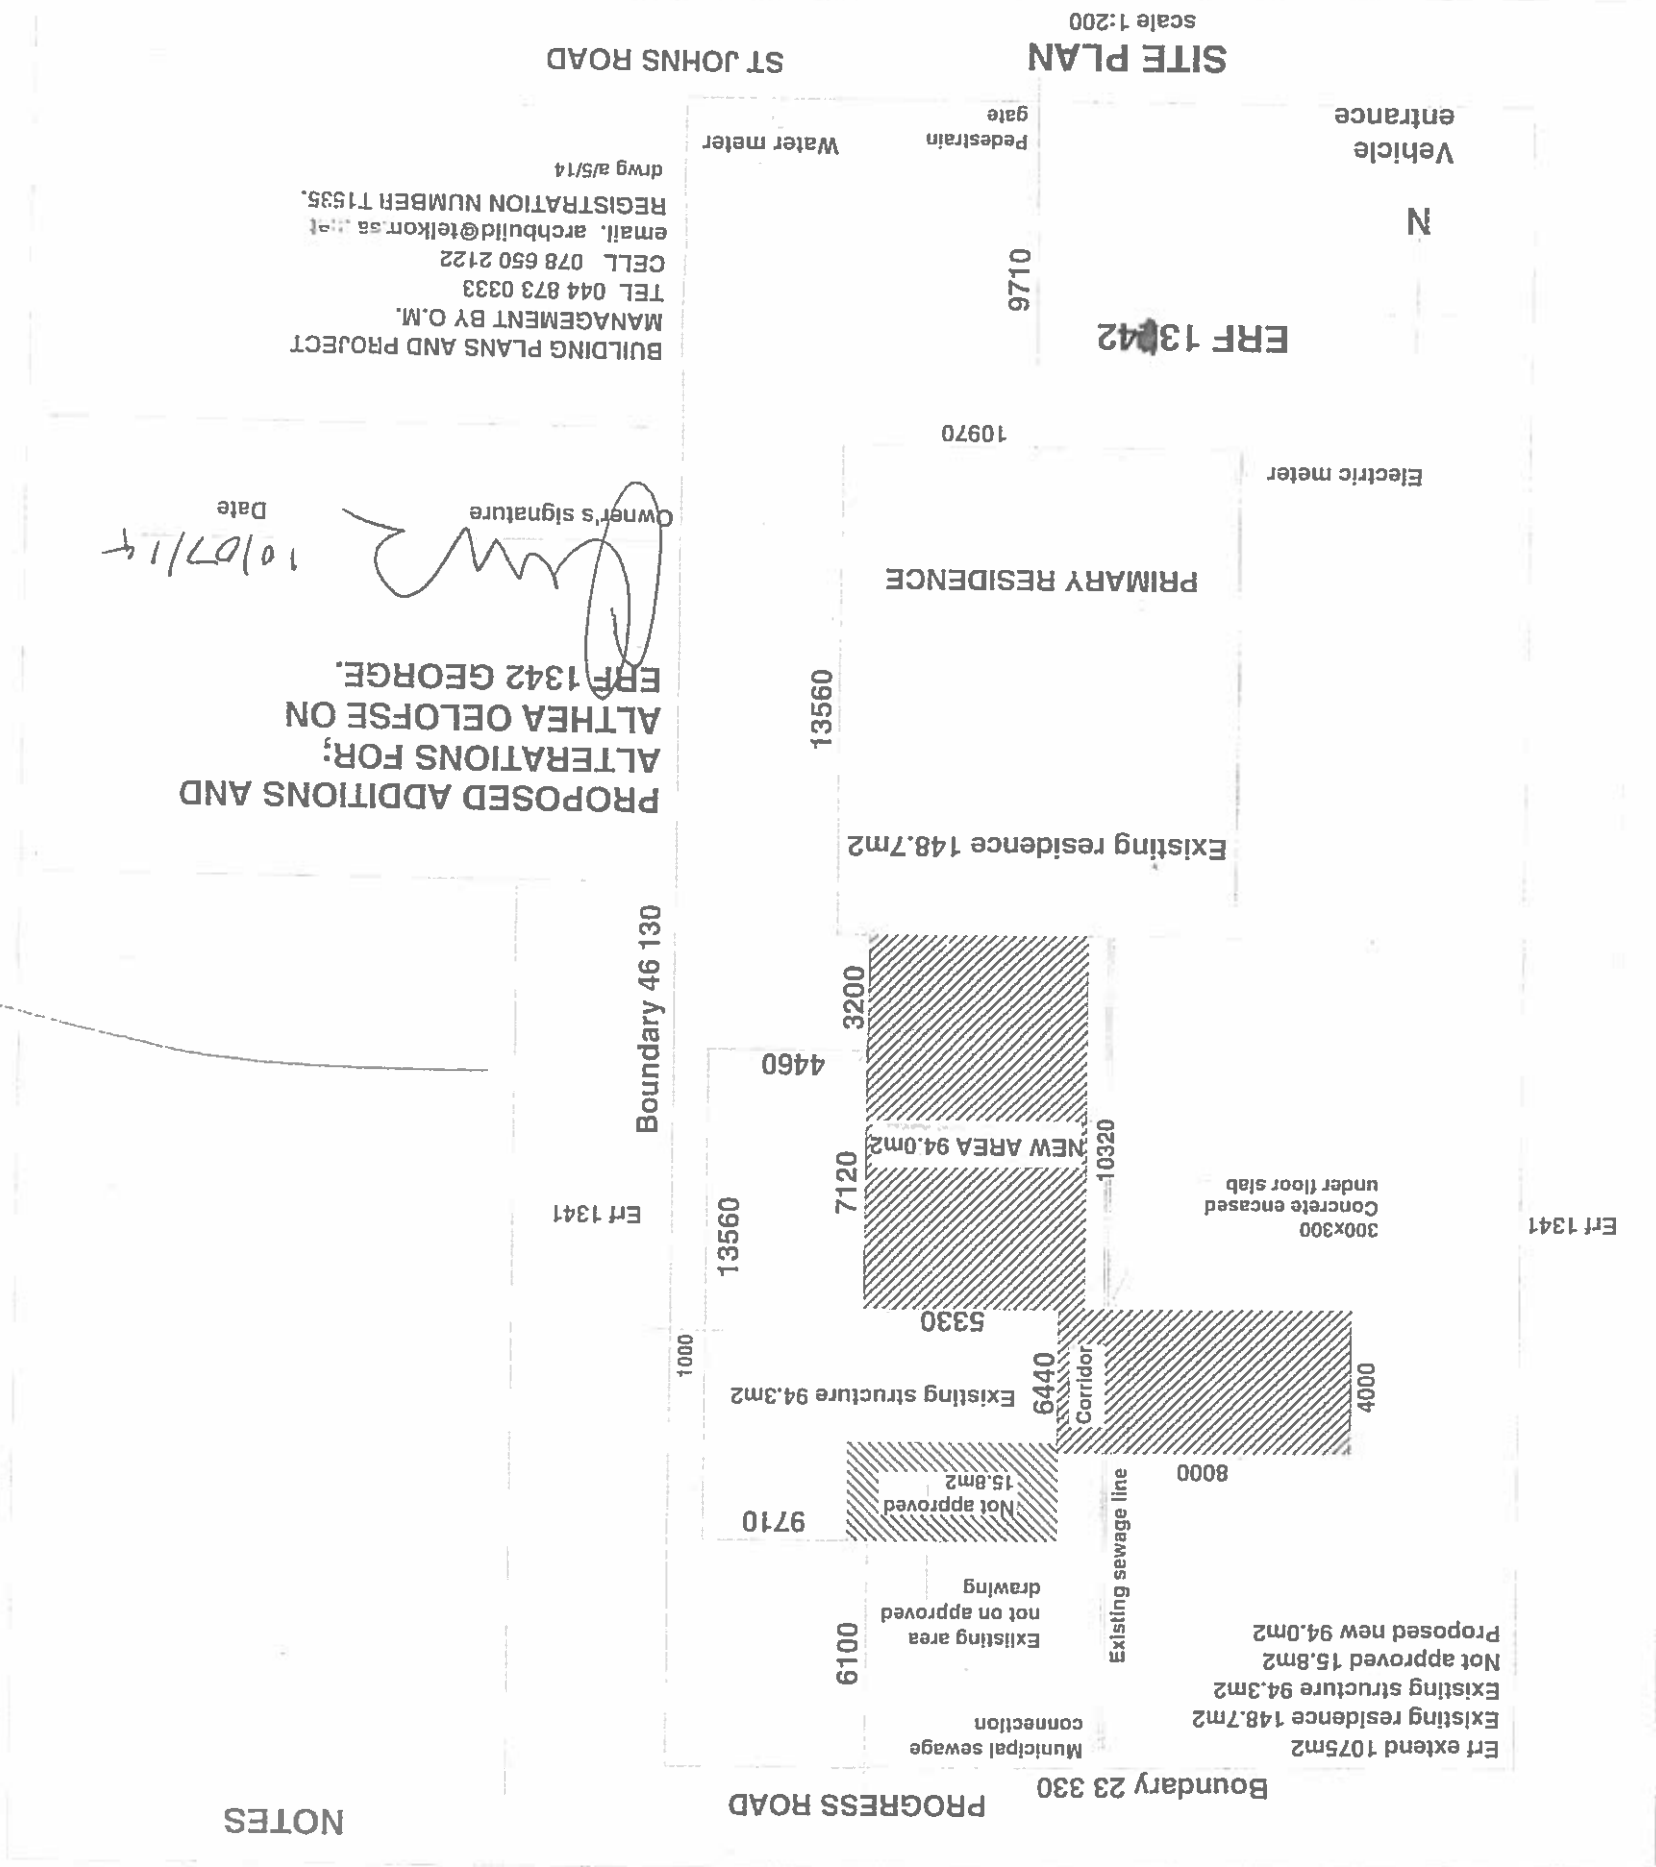 NOTES
PROGRESS ROAD
Boundary 23 330
Erf extend 1075m2
Existing residence 148.7m2
Existing structure 94.3m2
Not approved 15.8m2
Proposed new 94.0m2
Municipal sewage
connection
6100
Exilsting area
not on approved
drawing
Existing sewage line
9710
Not approved
15.8m2
8000
4000
Corridor
6440
Existing structure 94.3m2
1000
5330
Erf 1341
300x300
Concrete encased
under floor slab
Erf 1341
13560
7120
10320
NEW AREA 94.0m2
4460
3200
Boundary 46 130
Existing residence 148.7m2
PROPOSED ADDITIONS AND
ALTERATIONS FOR:
ALTHEA OELOFSE ON
ERF 1342 GEORGE.
13560
PRIMARY RESIDENCE
10/07/14
Owner's signature
Date
Electric meter
10970
ERF 1342
9710
BUILDING PLANS AND PROJECT
MANAGEMENT BY O.M.
TEL 044 873 0333
CELL 078 650 2122
email. archbuild@telkomsa
REGISTRATION NUMBER T1535.
drwg a/5/14
N
Vehicle
entrance
Pedestrain
gate
Water meter
SITE PLAN
scale 1:200
ST JOHNS ROAD